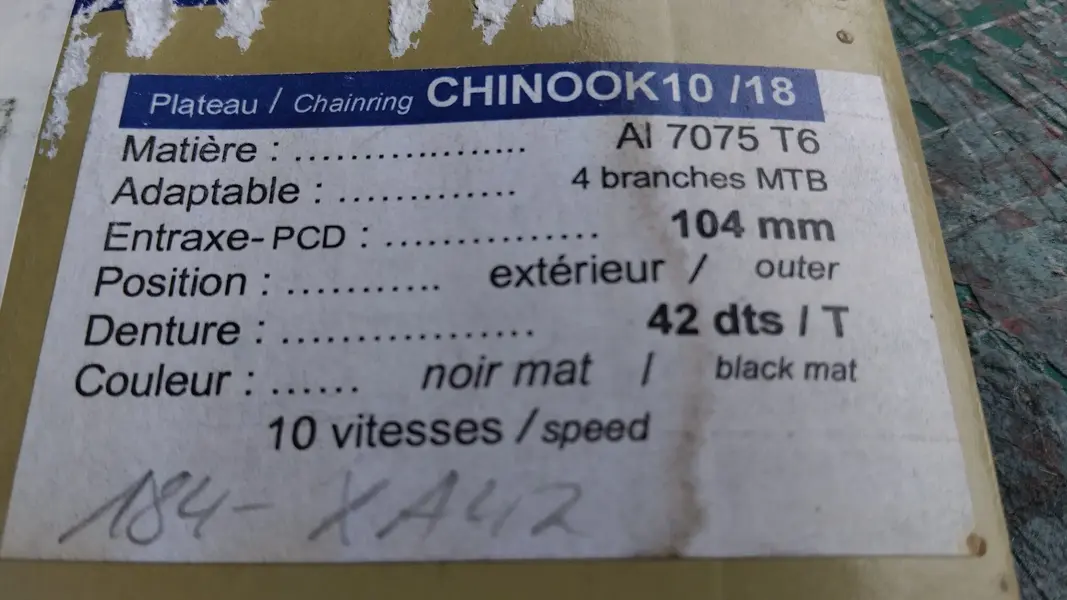 Plateau / Chainring CHINOOK10 /18
Matière : ........................ Al 7075 T6
Adaptable : .................. 4 branches MTB
Entraxe-PCD : ...................... 104 mm
Position : ............ extérieur / outer
Denture : ...................... 42 dts / T
Couleur : ...... noir mat / black mat
10 vitesses / speed
184- XA42